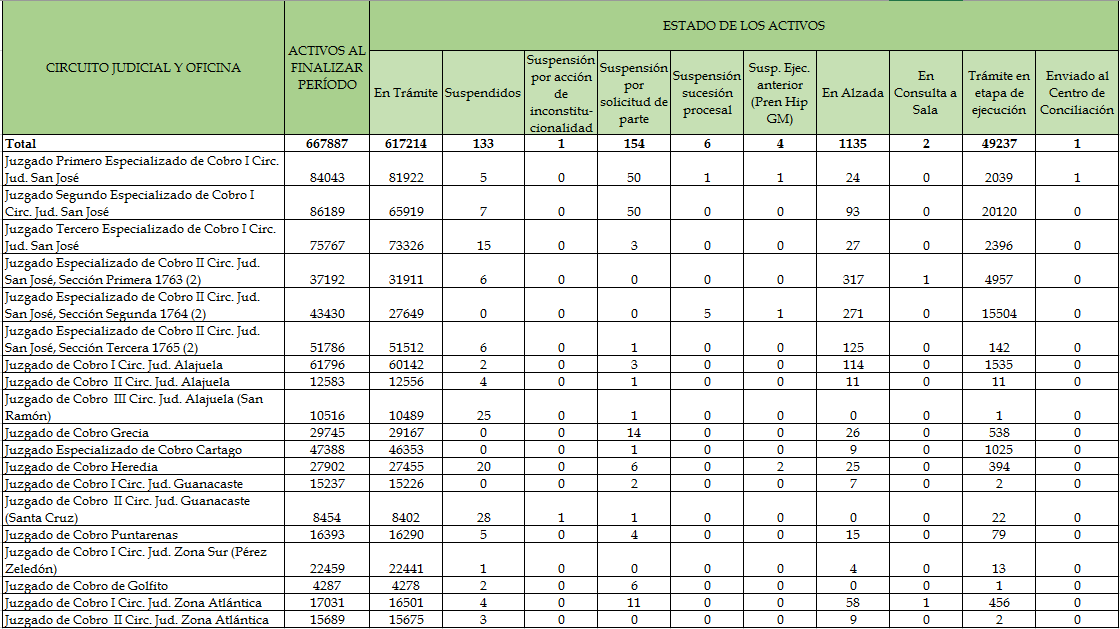 CIRCUITO JUDICIAL Y OFICINA
ACTIVOS AL
FINALIZAR
PERÍODO
ESTADO DE LOS ACTIVOS
En Trámite
Suspendidos
Suspensión
por acción
de
inconstitu-
cionalidad
Suspensión
por
solicitud de
parte
Suspensión
sucesión
procesal
Susp. Ejec.
anterior
(Pren Hip
GM)
En Alzada
En
Consulta a
Sala
Trámite en
etapa de
ejecución
Enviado al
Centro de
Conciliación
Total 667887 617214 133 1 154 6 4 1135 2 49237 1
Juzgado Primero Especializado de Cobro I Circ.
Jud. San José 84043 81922 5 0 50 1 1 24 0 2039 1
Juzgado Segundo Especializado de Cobro I
Circ. Jud. San José 86189 65919 7 0 50 0 0 93 0 20120 0
Juzgado Tercero Especializado de Cobro I Circ.
Jud. San José 75767 73326 15 0 3 0 0 27 0 2396 0
Juzgado Especializado de Cobro II Circ. Jud.
San José, Sección Primera 1763 (2) 37192 31911 6 0 0 0 0 317 1 4957 0
Juzgado Especializado de Cobro II Circ. Jud.
San José, Sección Segunda 1764 (2) 43430 27649 0 0 0 5 1 271 0 15504 0
Juzgado Especializado de Cobro II Circ. Jud.
San José, Sección Tercera 1765 (2) 51786 51512 6 0 1 0 0 125 0 142 0
Juzgado de Cobro I Circ. Jud. Alajuela 61796 60142 2 0 3 0 0 114 0 1535 0
Juzgado de Cobro II Circ. Jud. Alajuela 12583 12556 4 0 1 0 0 11 0 11 0
Juzgado de Cobro III Circ. Jud. Alajuela (San
Ramón) 10516 10489 25 0 1 0 0 0 0 1 0
Juzgado de Cobro Grecia 29745 29167 0 0 14 0 0 26 0 538 0
Juzgado Especializado de Cobro Cartago 47388 46353 0 0 1 0 0 9 0 1025 0
Juzgado de Cobro Heredia 27902 27455 20 0 6 0 2 25 0 394 0
Juzgado de Cobro I Circ. Jud. Guanacaste 15237 15226 0 0 2 0 0 7 0 2 0
Juzgado de Cobro II Circ. Jud. Guanacaste
(Santa Cruz) 8454 8402 28 1 1 0 0 0 0 22 0
Juzgado de Cobro Puntarenas 16393 16290 5 0 4 0 0 15 0 79 0
Juzgado de Cobro I Circ. Jud. Zona Sur (Pérez
Zeledón) 22459 22441 1 0 0 0 0 4 0 13 0
Juzgado de Cobro de Golfito 4287 4278 2 0 6 0 0 0 0 1 0
Juzgado de Cobro I Circ. Jud. Zona Atlántica 17031 16501 4 0 11 0 0 58 1 456 0
Juzgado de Cobro II Circ. Jud. Zona Atlántica 15689 15675 3 0 0 0 0 9 0 2 0